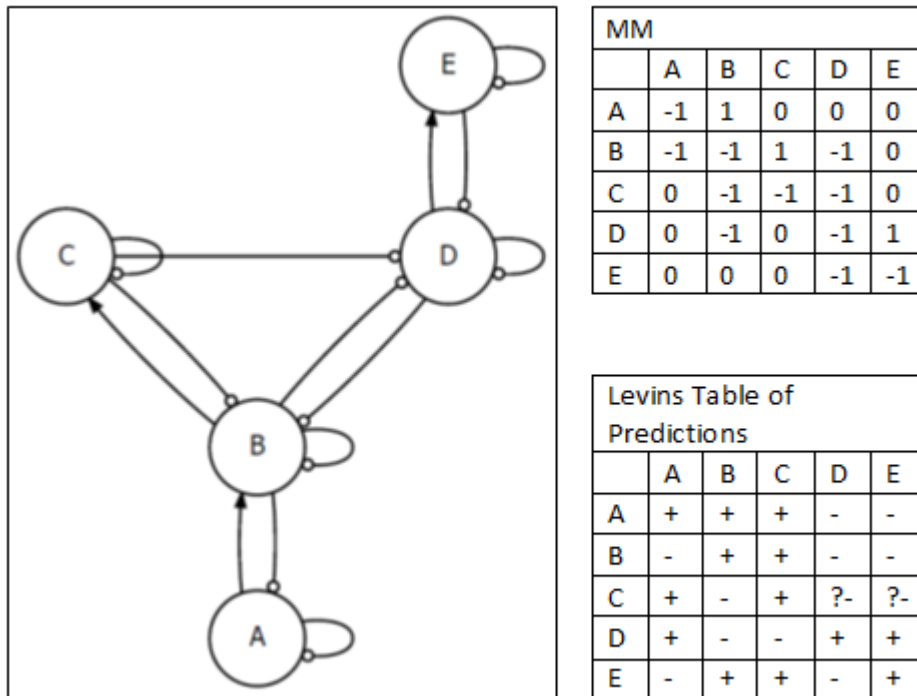 E
C
D
B
A
MM
A B C D E
A -1 1 0 0 0
B -1 -1 1 -1 0
C 0 -1 -1 -1 0
D 0 -1 0 -1 1
E 0 0 0 -1 -1
Levins Table of
Predictions
A B C D E
A + + + - -
B - + + - -
C + - + ?- ?-
D + - - + +
E - + + - +